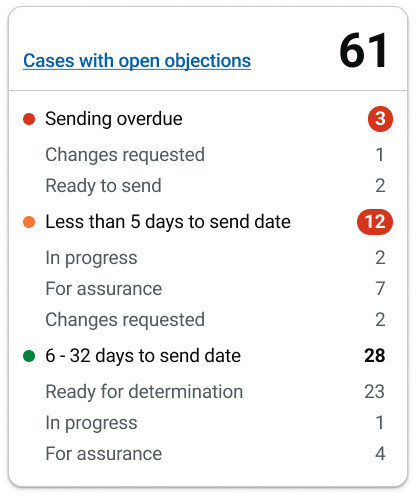 Cases with open objections 61
Sending overdue 3
Changes requested 1
Ready to send 2
Less than 5 days to send date 12
In progress 2
For assurance 7
Changes requested 2
6 - 32 days to send date 28
Ready for determination 23
In progress 1
For assurance 4